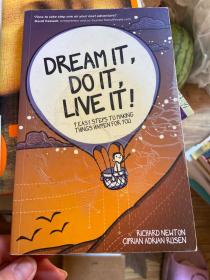 DREAM IT,
DO IT,
LIVE IT!
7 EASY STEPS TO MAKING
THINGS HAPPEN FOR YOU
RICHARD NEWTON
CIPRIAN ADRIAN RUSEN